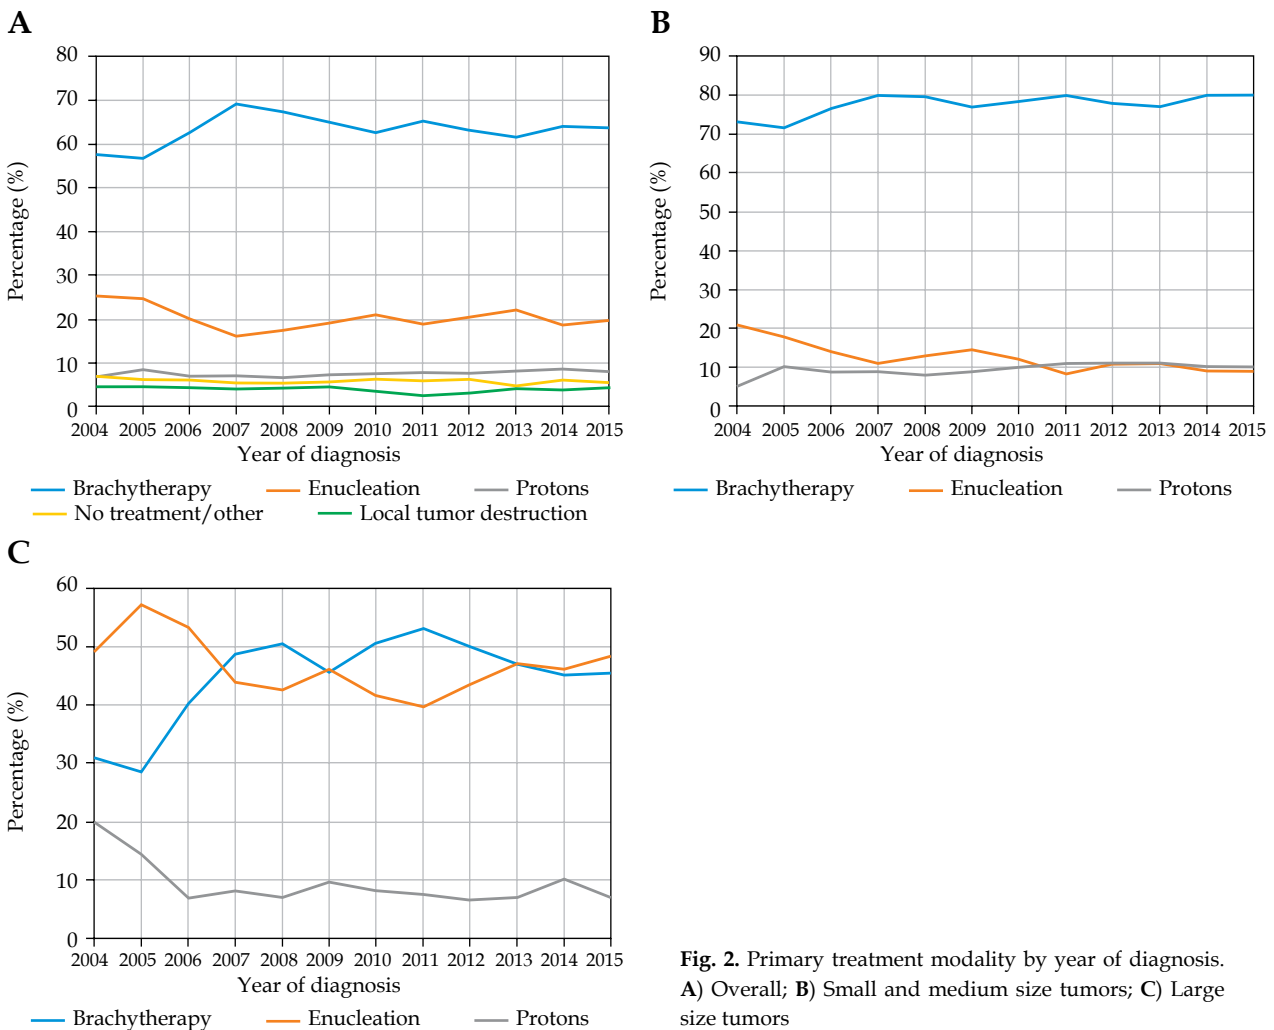 A
80
70
60
50
40
30
20
10
0
Percentage (%)
2004 2005 2006 2007 2008 2009 2010 2011 2012 2013 2014 2015
Year of diagnosis
Brachytherapy Enucleation Protons
No treatment/other Local tumor destruction
B
90
80
70
60
50
40
30
20
10
0
Percentage (%)
2004 2005 2006 2007 2008 2009 2010 2011 2012 2013 2014 2015
Year of diagnosis
Brachytherapy Enucleation Protons
C
60
50
40
30
20
10
0
Percentage (%)
2004 2005 2006 2007 2008 2009 2010 2011 2012 2013 2014 2015
Year of diagnosis
Brachytherapy Enucleation Protons
Fig. 2. Primary treatment modality by year of diagnosis.
A) Overall; B) Small and medium size tumors; C) Large
size tumors